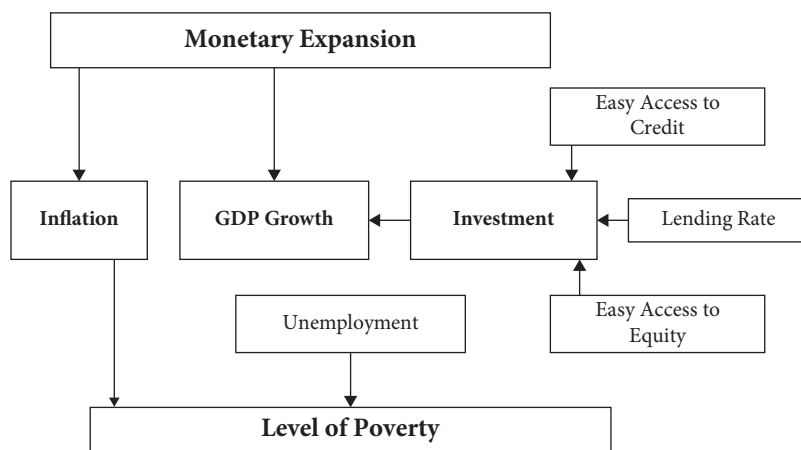 Monetary Expansion
Easy Access to
Credit
Inflation
GDP Growth
Investment
Lending Rate
Unemployment
Easy Access to
Equity
Level of Poverty